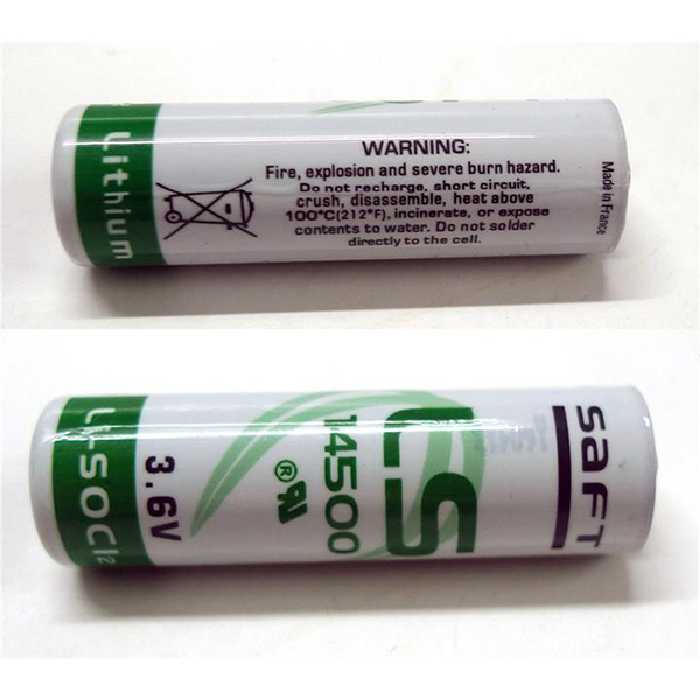 Lithium
WARNING:
Fire, explosion and severe burn hazard.
Do not recharge, short circuit,
crush, disassemble, heat above
100°C(212°F), incinerate, or expose
contents to water. Do not solder
directly to the cell.
Made in France
Li-SOCl2
3.6V
LS
14500
®
SAFT